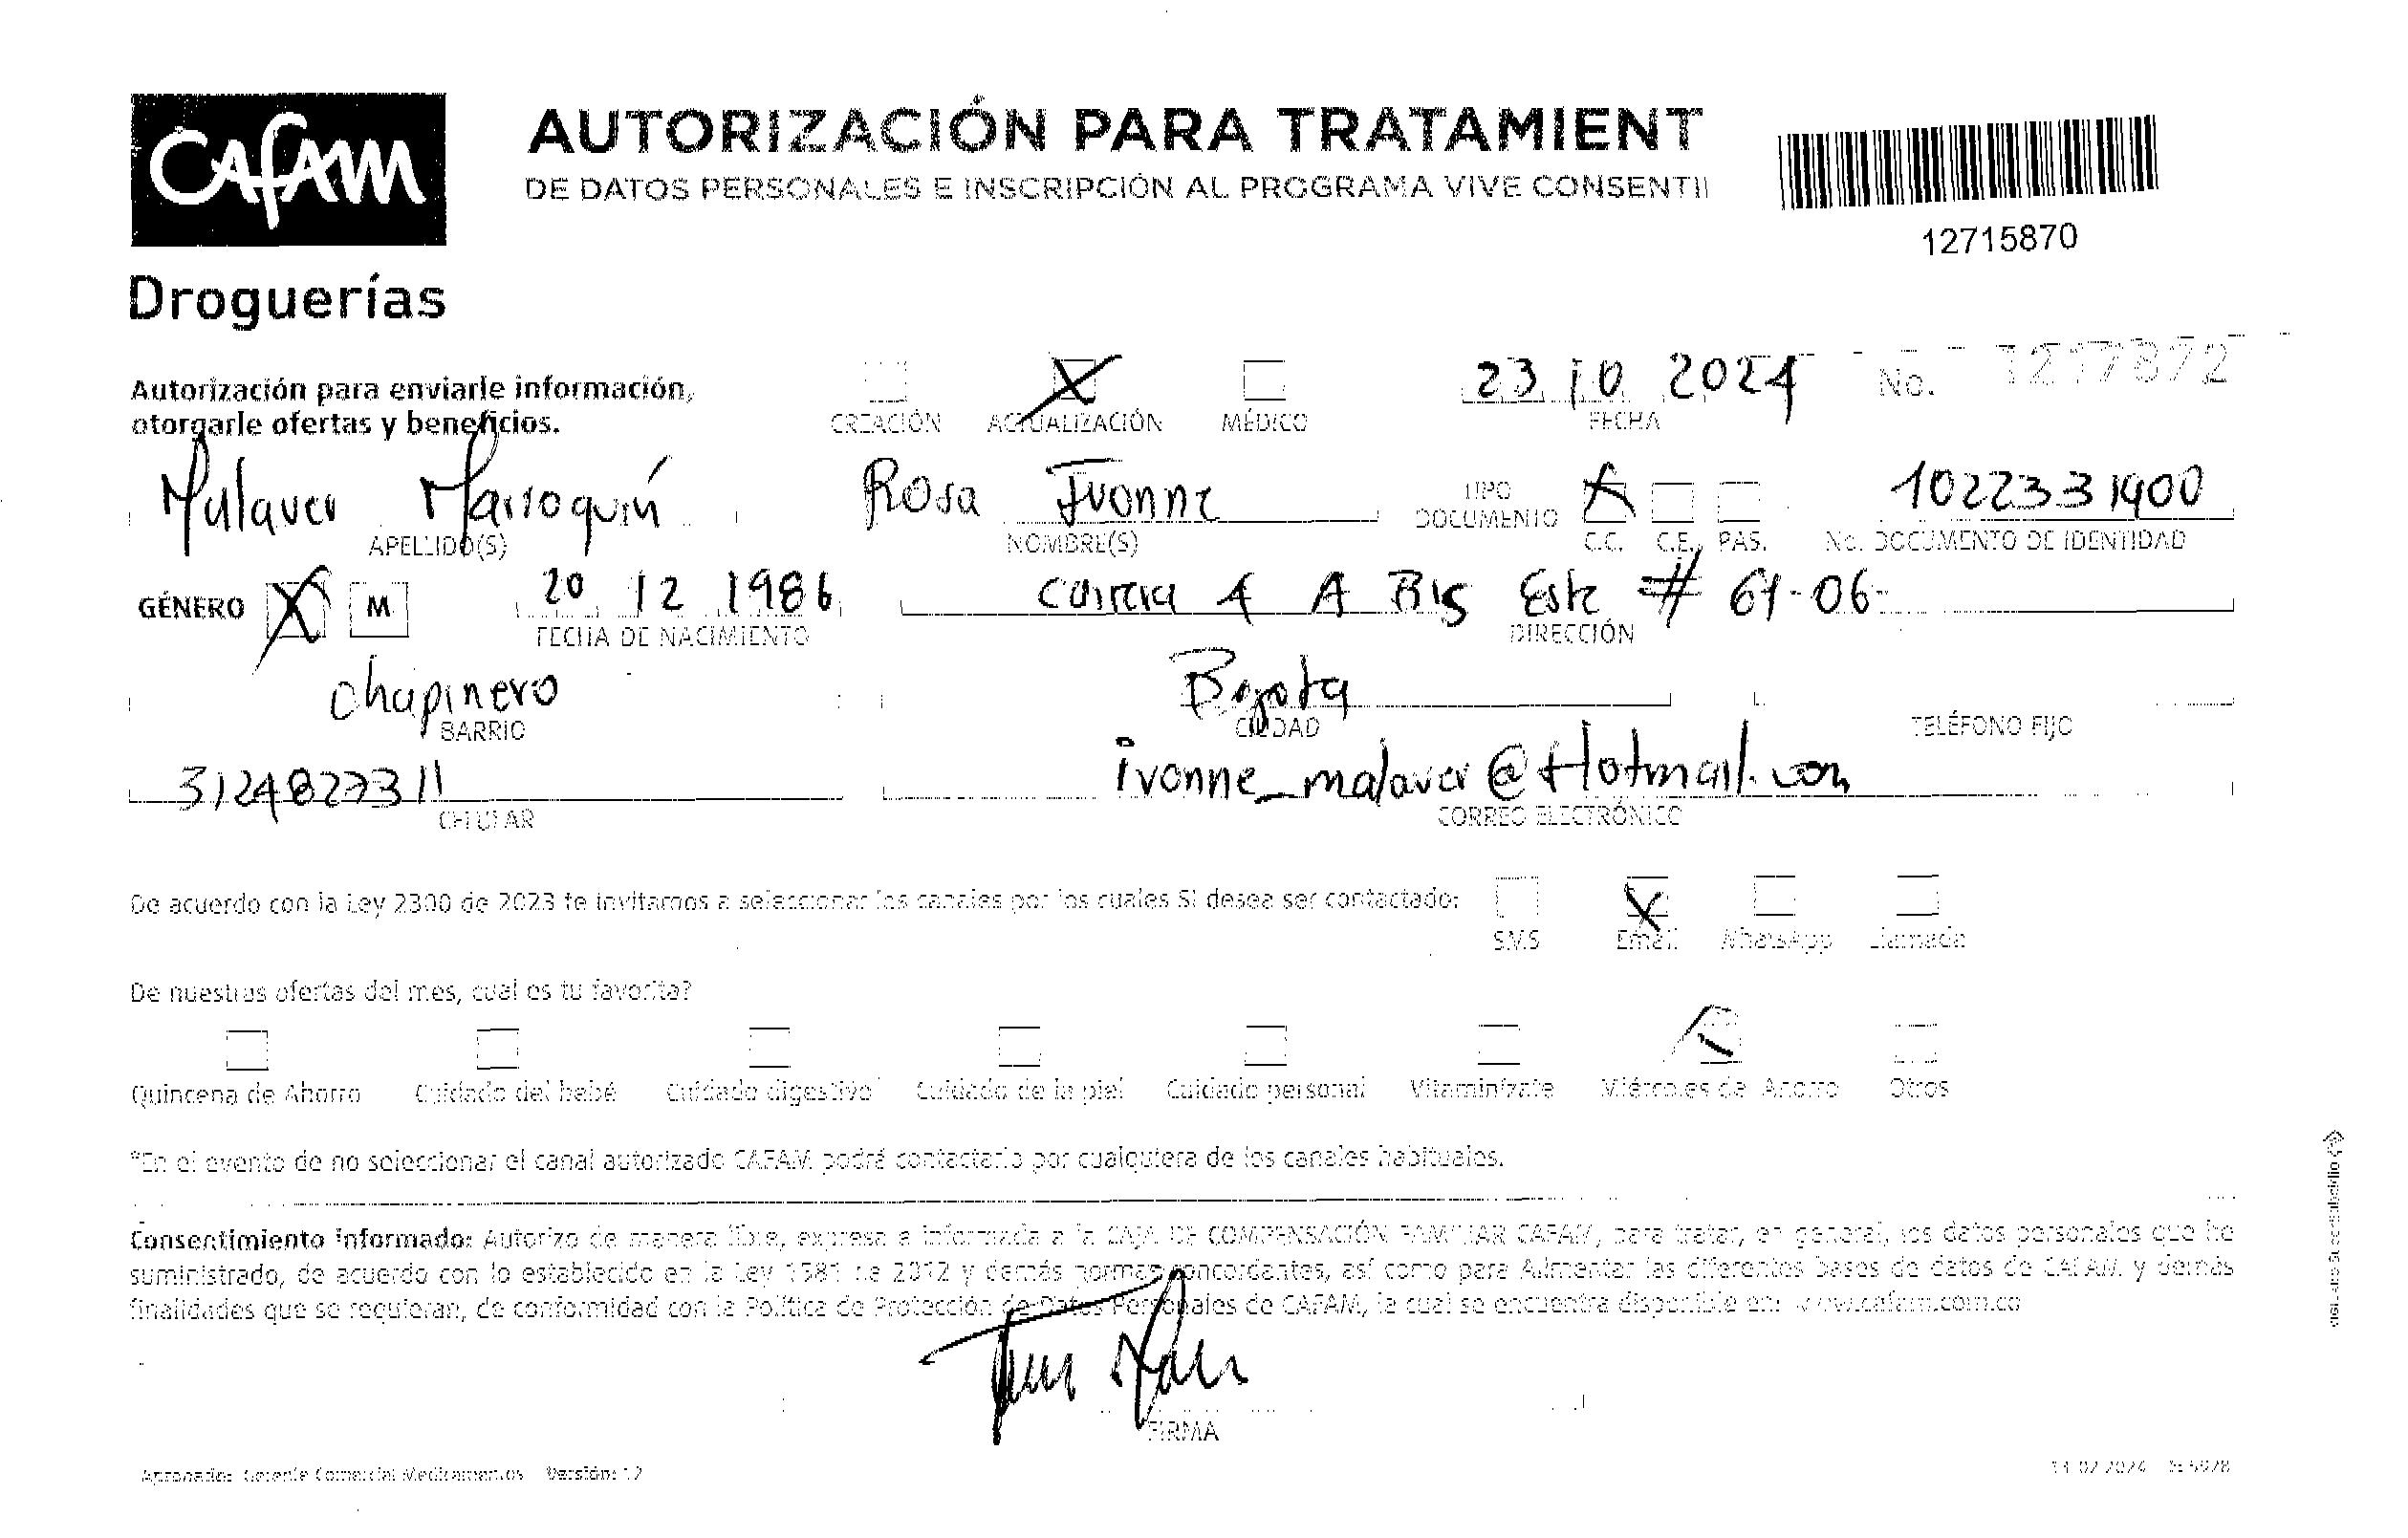 CAFAM
Droguerías
AUTORIZACIÓN PARA TRATAMIENT
DE DATOS PERSONALES E INSCRIPCIÓN AL PROGRAMA VIVE CONSENTI
12715870
Autorización para enviarle información,
otorgarle ofertas y beneficios.
CREACIÓN ACTUALIZACIÓN MÉDICO
23 10 2024
FECHA
No. 1217872
Malaver Marroquín Rosa Ivonne
TIPO DOCUMENTO C.C. C.E. PAS.
1022331900
APELLIDO(S) NOMBRE(S) No. DOCUMENTO DE IDENTIDAD
GÉNERO M 20 12 1986 Carrera 4 A Bis Este # 61-06-
FECHA DE NACIMIENTO DIRECCIÓN
Chapinero Bogota
BARRIO CIUDAD TELÉFONO FIJO
3124827311 ivonne_malaver@Hotmail.com
CELULAR CORREO ELECTRÓNICO
De acuerdo con la Ley 2300 de 2023 te invitamos a seleccionar los canales por los cuales SI desea ser contactado:
SMS Email WhatsApp Llamada
De nuestras ofertas del mes, cual es tu favorita?
Quincena de Ahorro Cuidado del bebé Cuidado digestivo Cuidado de la piel Cuidado personal Vitaminízate Miércoles de Ahorro Otros
*En el evento de no seleccionar el canal autorizado CAFAM podrá contactarlo por cualquiera de los canales habituales.
Consentimiento Informado: Autorizo de manera libre, expresa e informada a la CAJA DE COMPENSACIÓN FAMILIAR CAFAM, para tratar, en general, los datos personales que he
suministrado, de acuerdo con lo establecido en la Ley 1581 de 2012 y demás normas concordantes, así como para Alimentar las diferentes bases de datos de CAFAM y demás
finalidades que se requieran, de conformidad con la Política de Protección de Datos Personales de CAFAM, la cual se encuentra disponible en: www.cafam.com.co
FIRMA
Aprobado: Gerente Comercial Medicamentos Versión: 12
VIGILADO SuperSubsidio